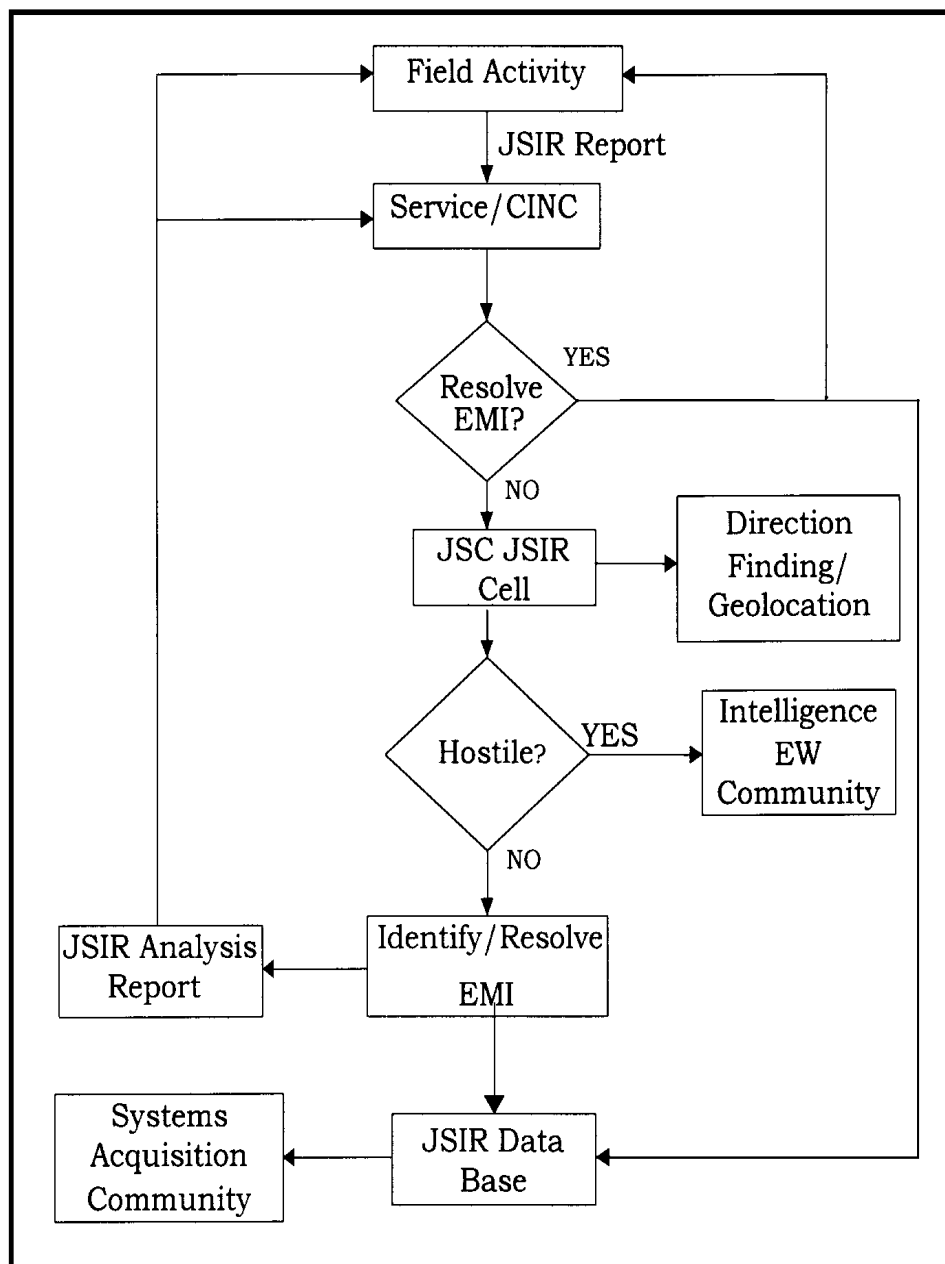 Field Activity
JSIR Report
Service/CINC
YES
Resolve
EMI?
NO
JSC JSIR
Cell
Direction
Finding/
Geolocation
Hostile?
YES
Intelligence
EW
Community
NO
Identify/Resolve
EMI
JSIR Analysis
Report
Systems
Acquisition
Community
JSIR Data
Base